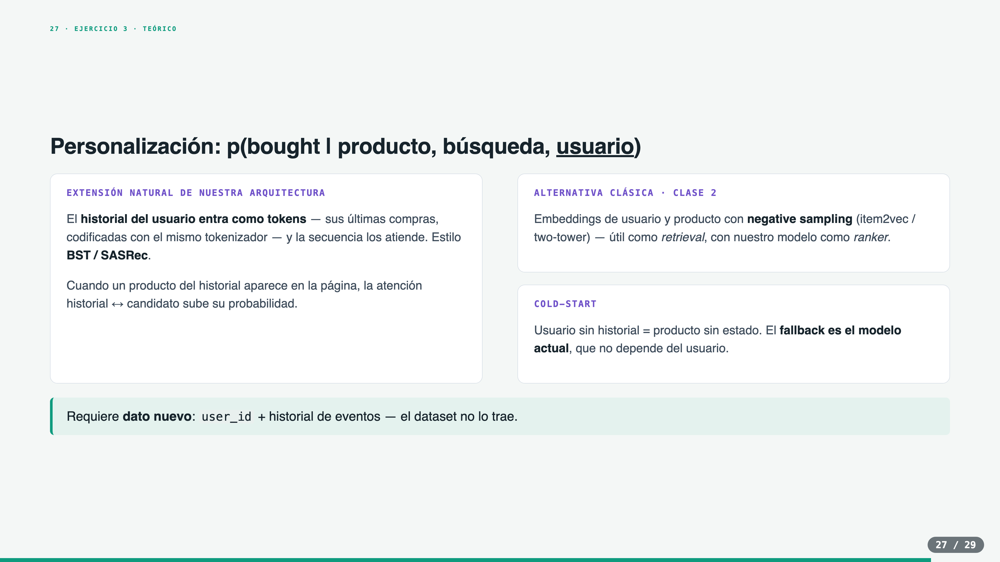 27 · EJERCICIO 3 · TEÓRICO
Personalización: p(bought | producto, búsqueda, usuario)
EXTENSIÓN NATURAL DE NUESTRA ARQUITECTURA
El historial del usuario entra como tokens — sus últimas compras,
codificadas con el mismo tokenizador — y la secuencia los atiende. Estilo
BST / SASRec.
Cuando un producto del historial aparece en la página, la atención
historial ↔ candidato sube su probabilidad.
ALTERNATIVA CLÁSICA · CLASE 2
Embeddings de usuario y producto con negative sampling (item2vec /
two-tower) — útil como retrieval, con nuestro modelo como ranker.
COLD-START
Usuario sin historial = producto sin estado. El fallback es el modelo
actual, que no depende del usuario.
Requiere dato nuevo: user_id + historial de eventos — el dataset no lo trae.
27 / 29